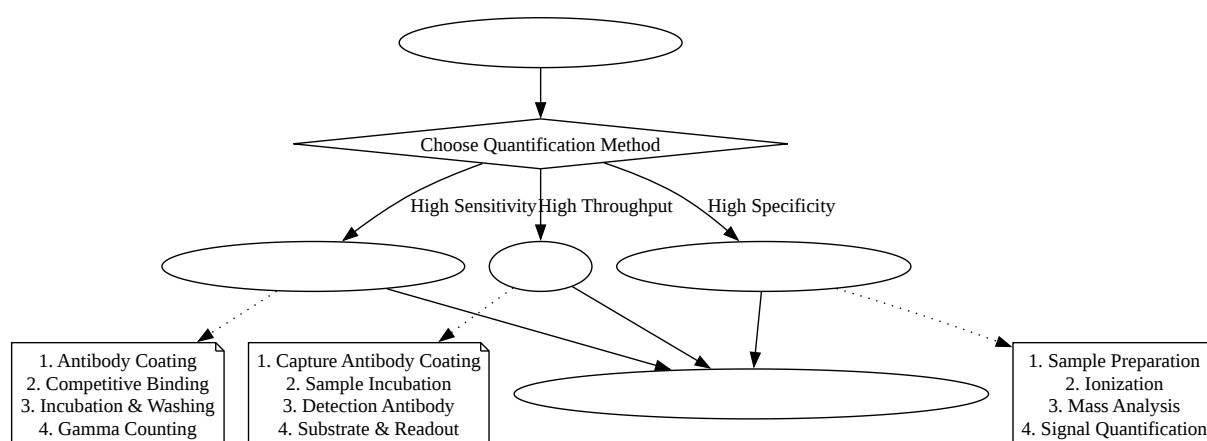 Choose Quantification Method
High Sensitivity
High Throughput
High Specificity
1. Antibody Coating
2. Competitive Binding
3. Incubation & Washing
4. Gamma Counting
1. Capture Antibody Coating
2. Sample Incubation
3. Detection Antibody
4. Substrate & Readout
1. Sample Preparation
2. Ionization
3. Mass Analysis
4. Signal Quantification